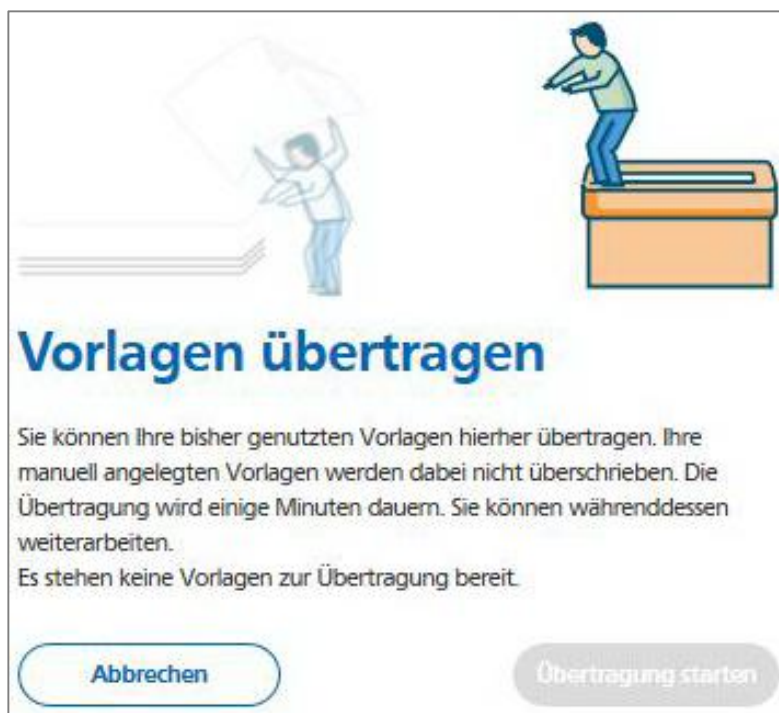 Vorlagen übertragen
Sie können Ihre bisher genutzten Vorlagen hierher übertragen. Ihre
manuell angelegten Vorlagen werden dabei nicht überschrieben. Die
Übertragung wird einige Minuten dauern. Sie können währenddessen
weiterarbeiten.
Es stehen keine Vorlagen zur Übertragung bereit.
Abbrechen
Übertragung starten